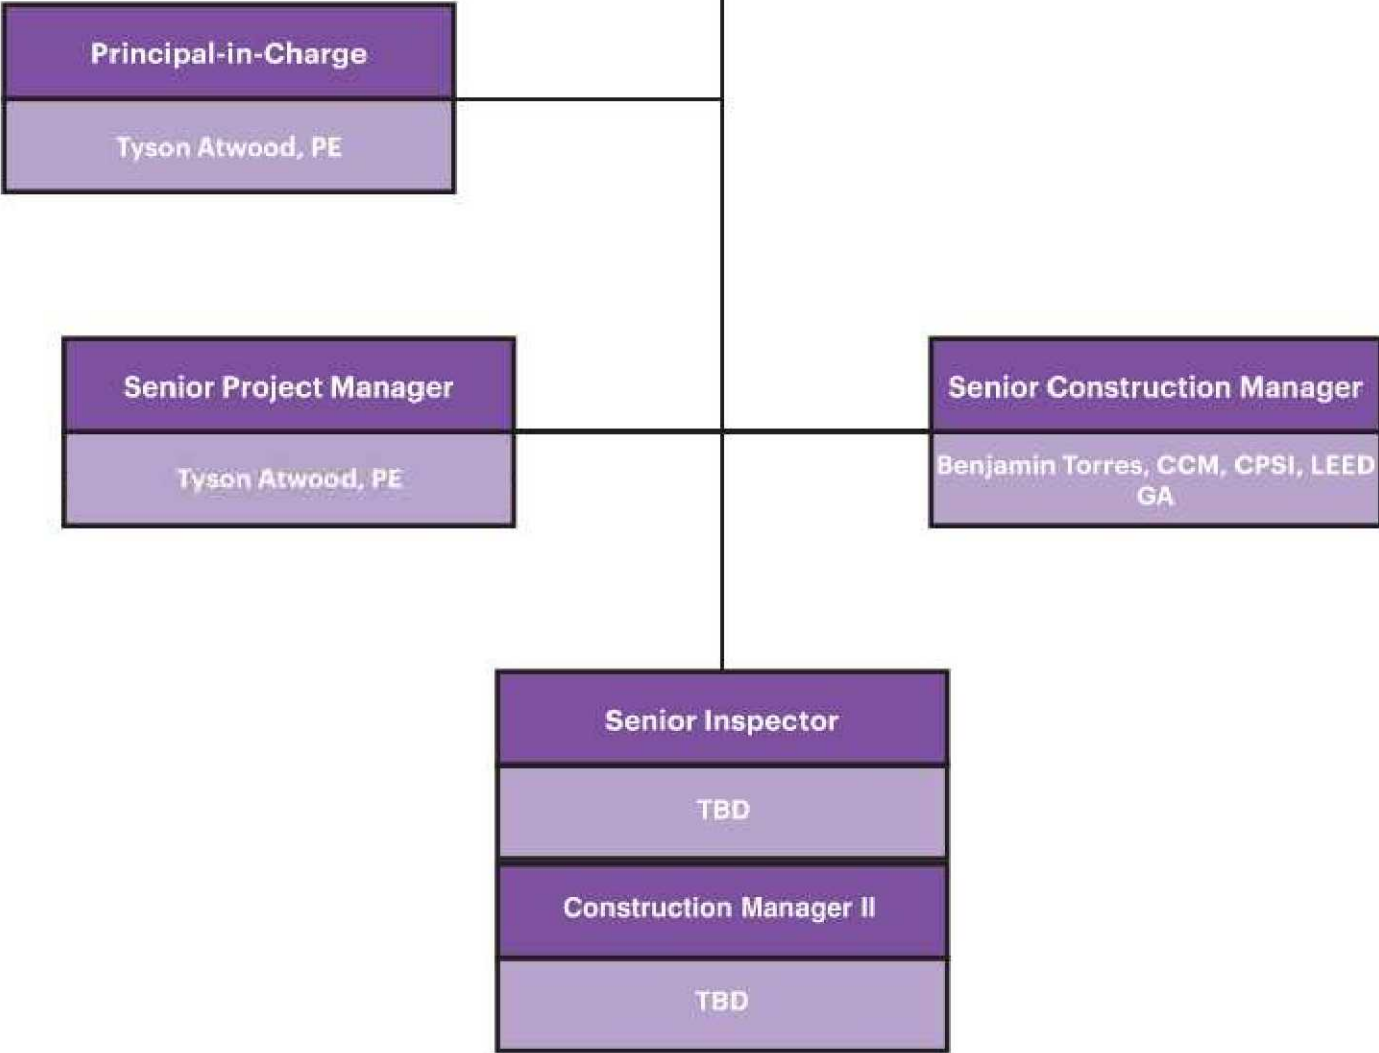 Principal-in-Charge
Tyson Atwood, PE
Senior Project Manager
Tyson Atwood, PE
Senior Construction Manager
Benjamin Torres, CCM, CPSI, LEED
GA
Senior Inspector
TBD
Construction Manager II
TBD